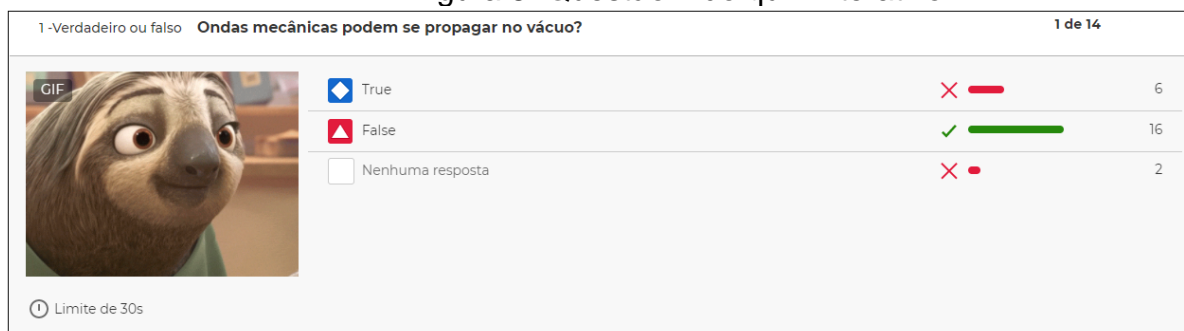 1 -Verdadeiro ou falso Ondas mecânicas podem se propagar no vácuo? 1 de 14
GIF
True 6
False 16
Nenhuma resposta 2
Limite de 30s